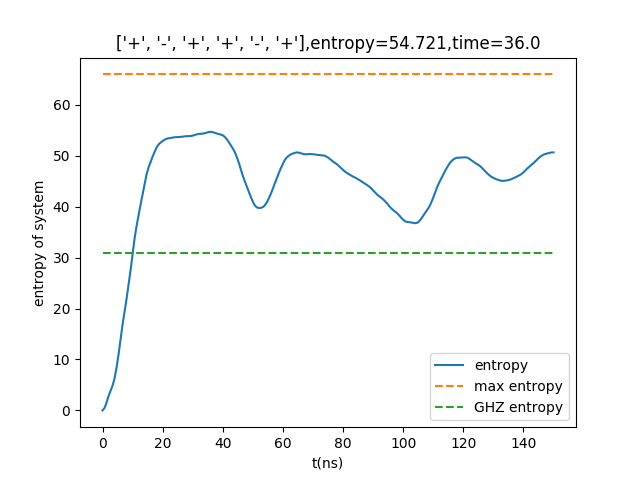 ['+', '-', '+', '+', '-', '+'],entropy=54.721,time=36.0
entropy of system
60
50
40
30
20
10
0
entropy
max entropy
GHZ entropy
0 20 40 60 80 100 120 140
t(ns)